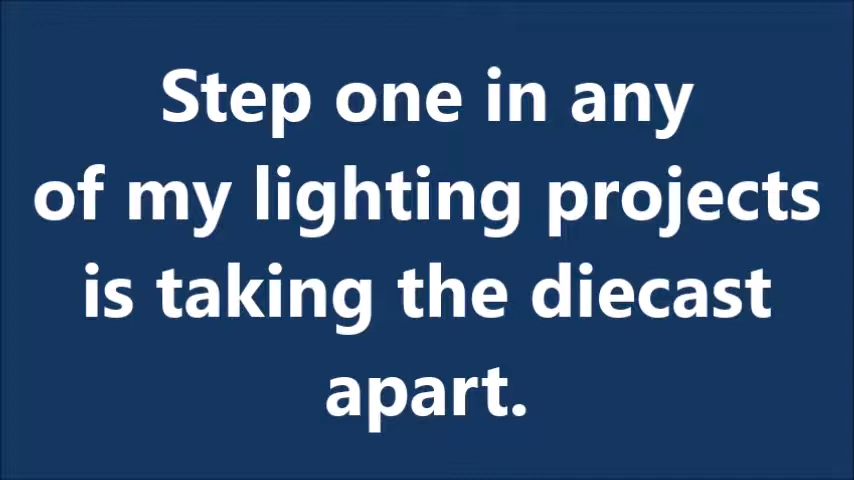 Step one in any
of my lighting projects
is taking the diecast
apart.